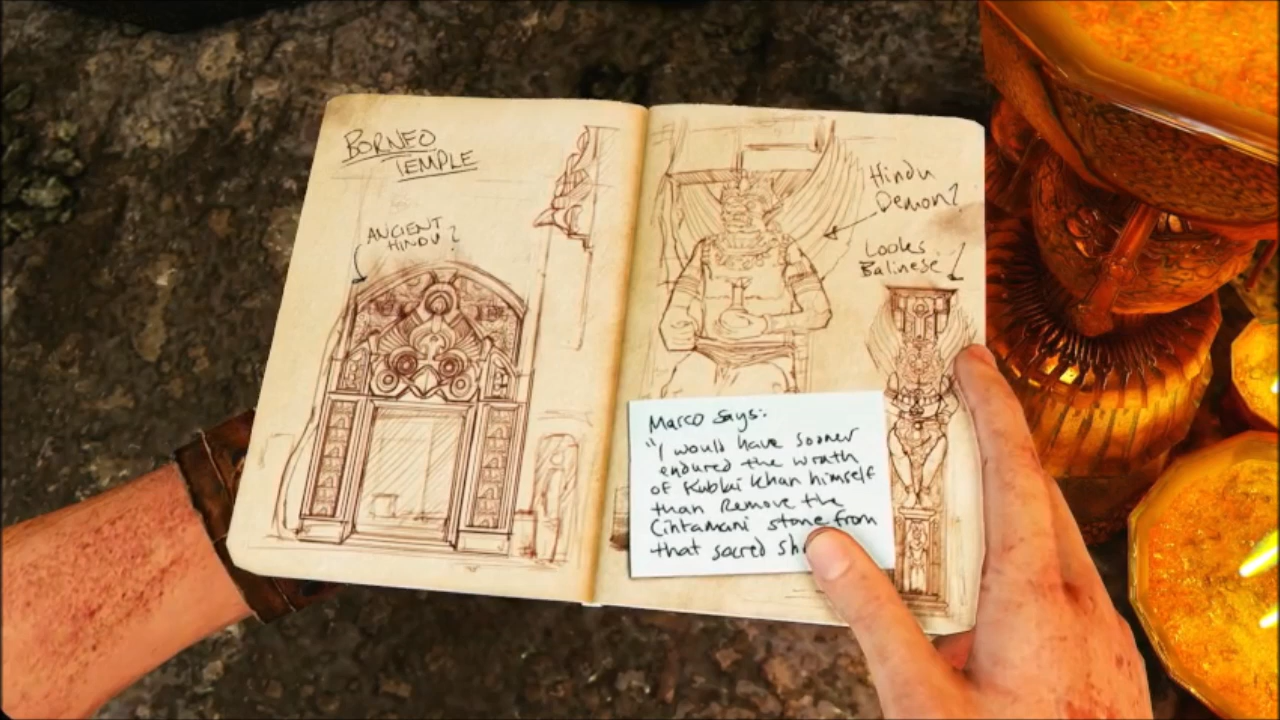 BORNEO
TEMPLE
ANCIENT
HINDU?
Hindu
Demon?
Looks
Balinese
Marco says:
"I would have sooner
endured the wrath
of Kublai Khan himself
than Remove the
Cintamani stone from
that sacred